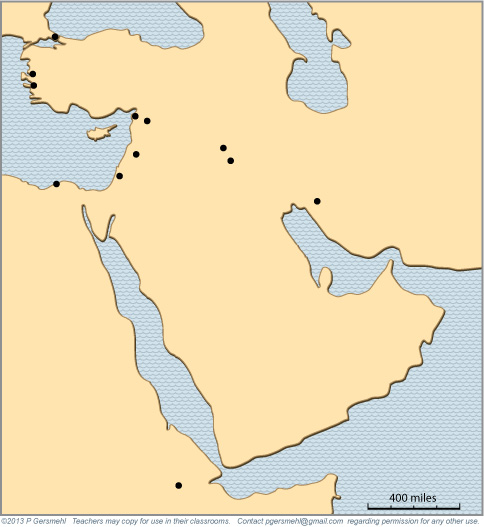 400 miles
©2013 P Gersmehl   Teachers may copy for use in their classrooms.   Contact pgersmehl@gmail.com  regarding permission for any other use.